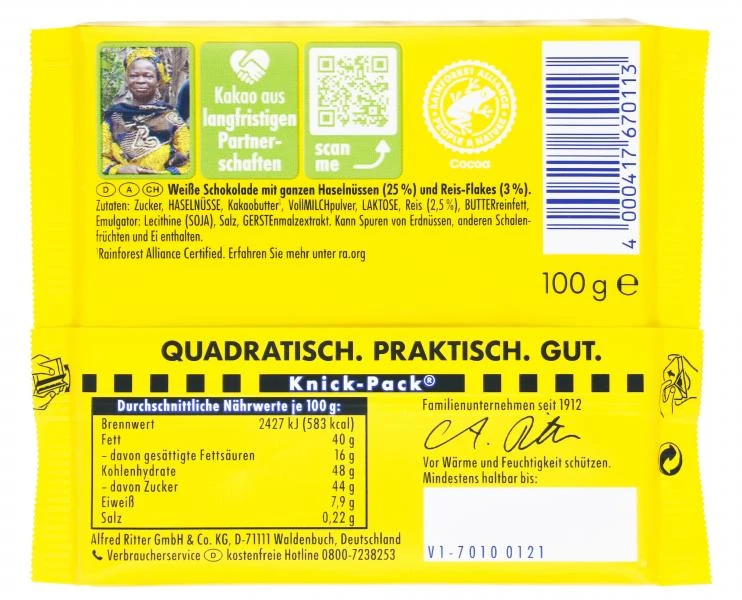 Kakao aus
langfristigen
Partner-
schaften
scan
me
RAINFOREST ALLIANCE
PEOPLE & NATURE
Cocoa
D A CH Weiße Schokolade mit ganzen Haselnüssen (25 %) und Reis-Flakes (3 %).
Zutaten: Zucker, HASELNÜSSE, Kakaobutter¹, VollMILCHpulver, LAKTOSE, Reis (2,5 %), BUTTERreinfett,
Emulgator: Lecithine (SOJA), Salz, GERSTEnmalzextrakt. Kann Spuren von Erdnüssen, anderen Schalen-
früchten und Ei enthalten.
¹Rainforest Alliance Certified. Erfahren Sie mehr unter ra.org
4 000417 670113
100 g e
QUADRATISCH. PRAKTISCH. GUT.
Knick-Pack®
Durchschnittliche Nährwerte je 100 g:
Brennwert 2427 kJ (583 kcal)
Fett 40 g
– davon gesättigte Fettsäuren 16 g
Kohlenhydrate 48 g
– davon Zucker 44 g
Eiweiß 7,9 g
Salz 0,22 g
Familienunternehmen seit 1912
Vor Wärme und Feuchtigkeit schützen.
Mindestens haltbar bis:
V1-7010 0121
Alfred Ritter GmbH & Co. KG, D-71111 Waldenbuch, Deutschland
Verbraucherservice D kostenfreie Hotline 0800-7238253